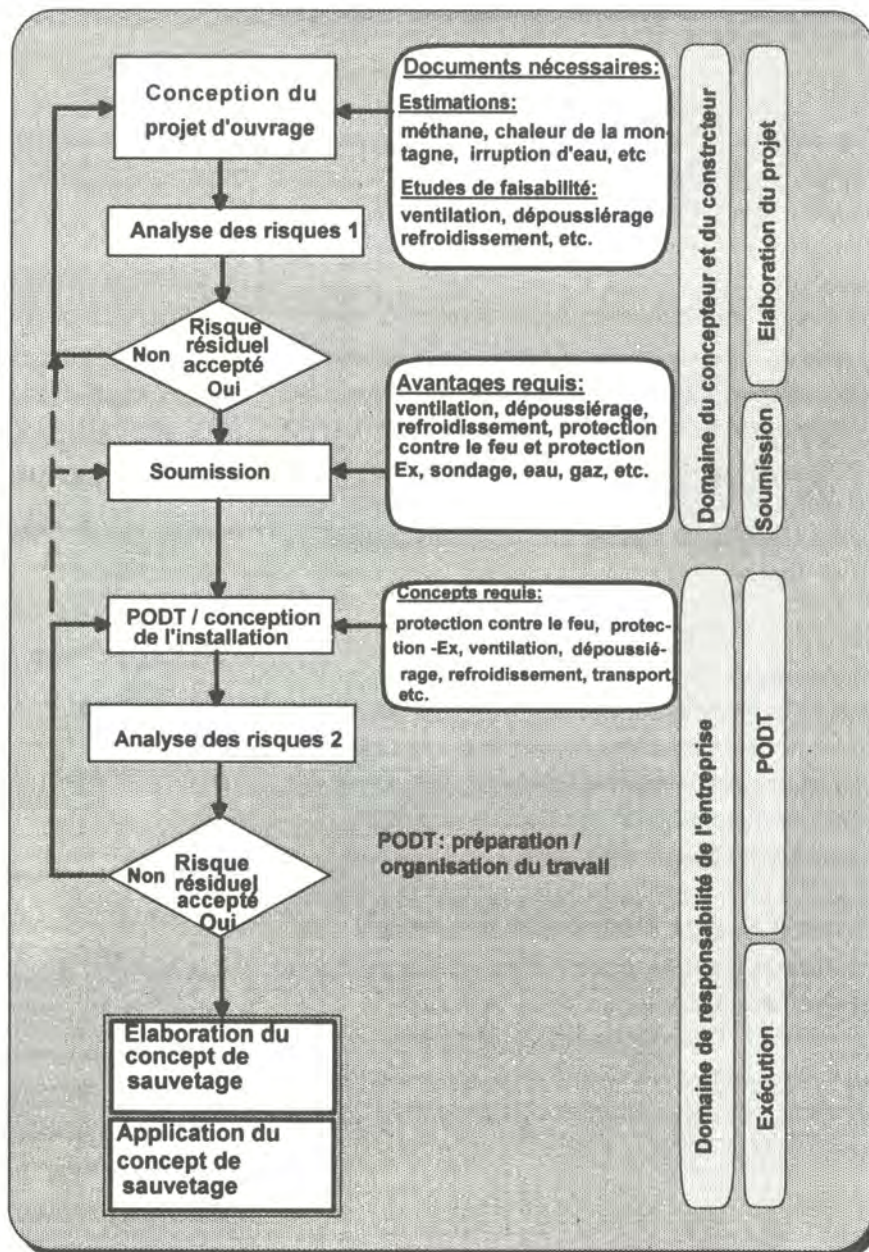 Conception du
projet d'ouvrage
Documents nécessaires:
Estimations:
méthane, chaleur de la mon-
tagne, irruption d'eau, etc
Etudes de faisabilité:
ventilation, dépoussiérage
refroidissement, etc.
Analyse des risques 1
Risque
résiduel
accepté
Non
Oui
Avantages requis:
ventilation, dépoussiérage,
refroidissement, protection
contre le feu et protection
Ex, sondage, eau, gaz, etc.
Soumission
PODT / conception
de l'installation
Concepts requis:
protection contre le feu, protec-
tion -Ex, ventilation, dépoussié-
rage, refroidissement, transport,
etc.
Analyse des risques 2
Risque
résiduel
accepté
Non
Oui
PODT: préparation /
organisation du travail
Elaboration du
concept de
sauvetage
Application du
concept de
sauvetage
Domaine du concepteur et du constrcteur
Elaboration du projet
Soumission
Domaine de responsabilité de l'entreprise
PODT
Exécution